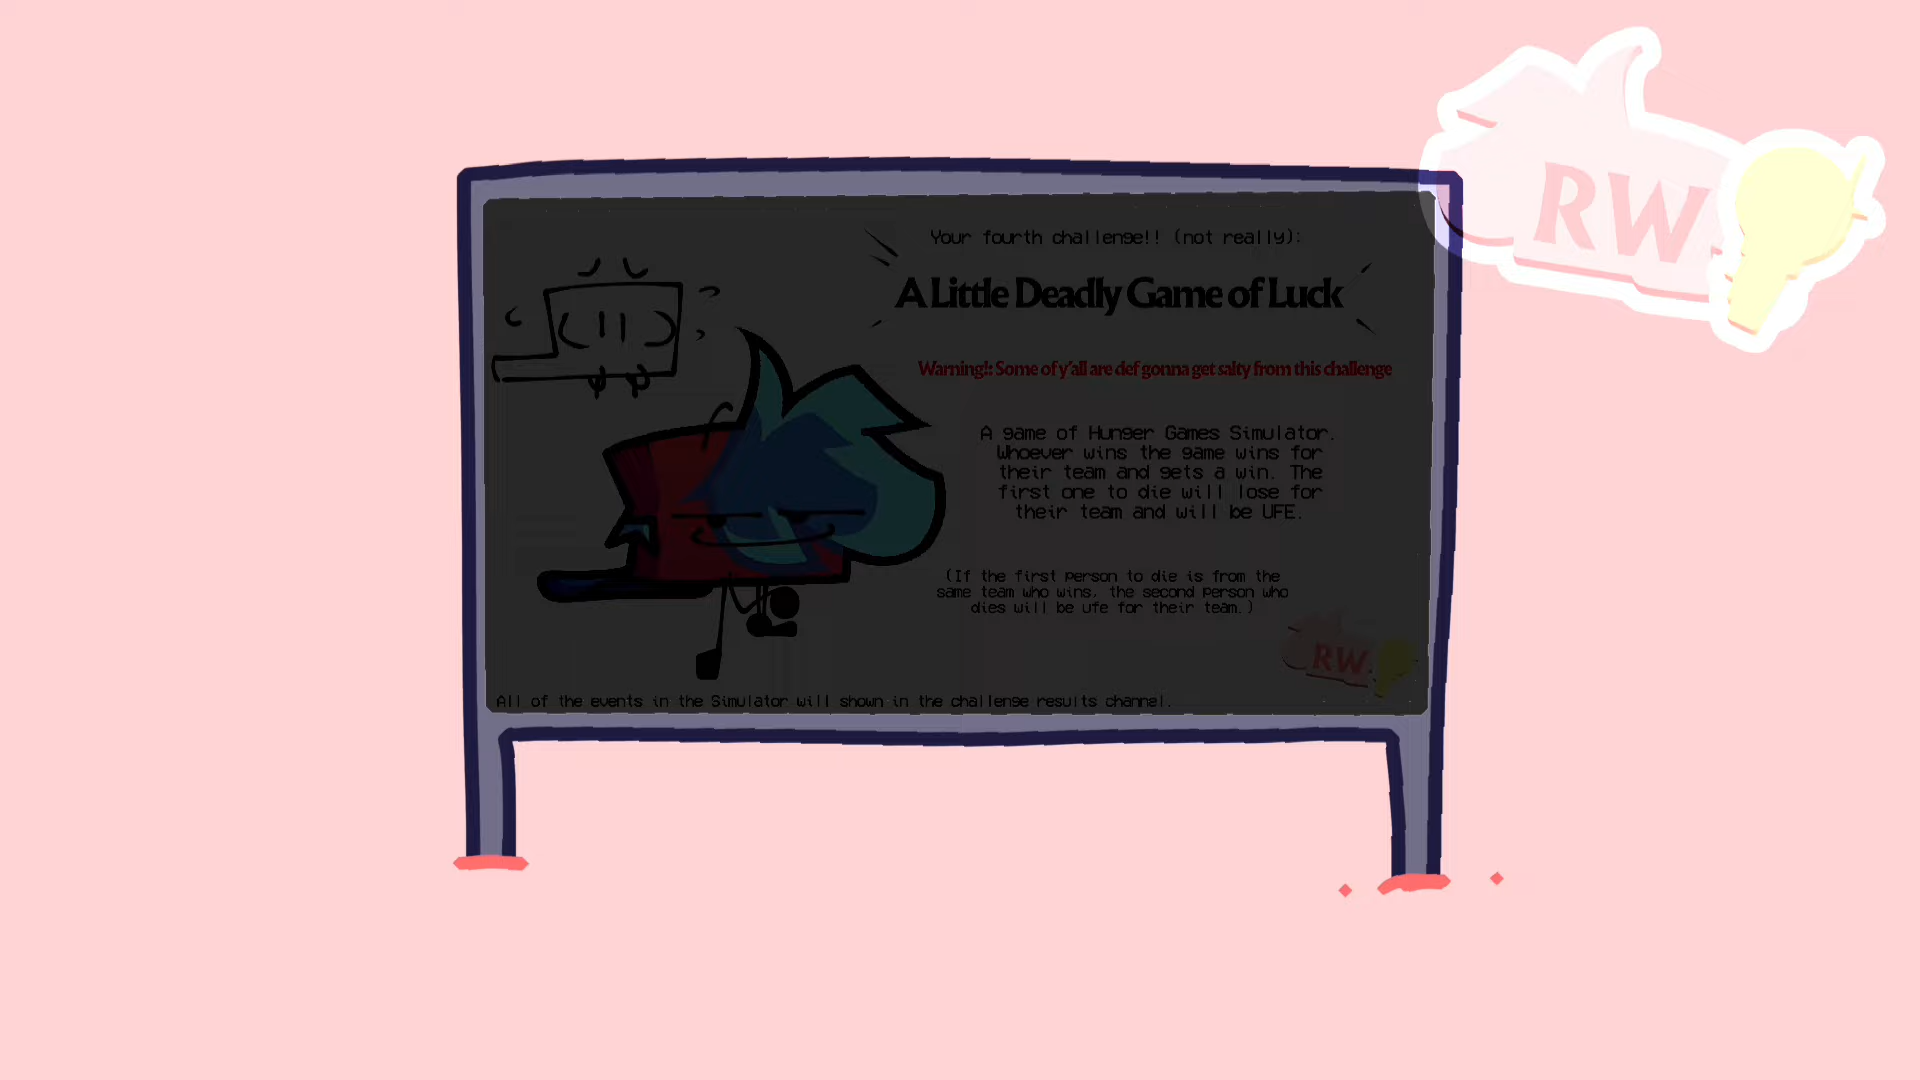 RW
Your fourth challenge!! (not really):
A Little Deadly Game of Luck
Warning!: Some of y'all are def gonna get salty from this challenge
A game of Hunger Games Simulator.
Whoever wins the game wins for
their team and gets a win. The
first one to die will lose for
their team and will be UFE.
(If the first person to die is from the
same team who wins, the second person who
dies will be ufe for their team.)
RW
All of the events in the Simulator will shown in the challenge results channel.